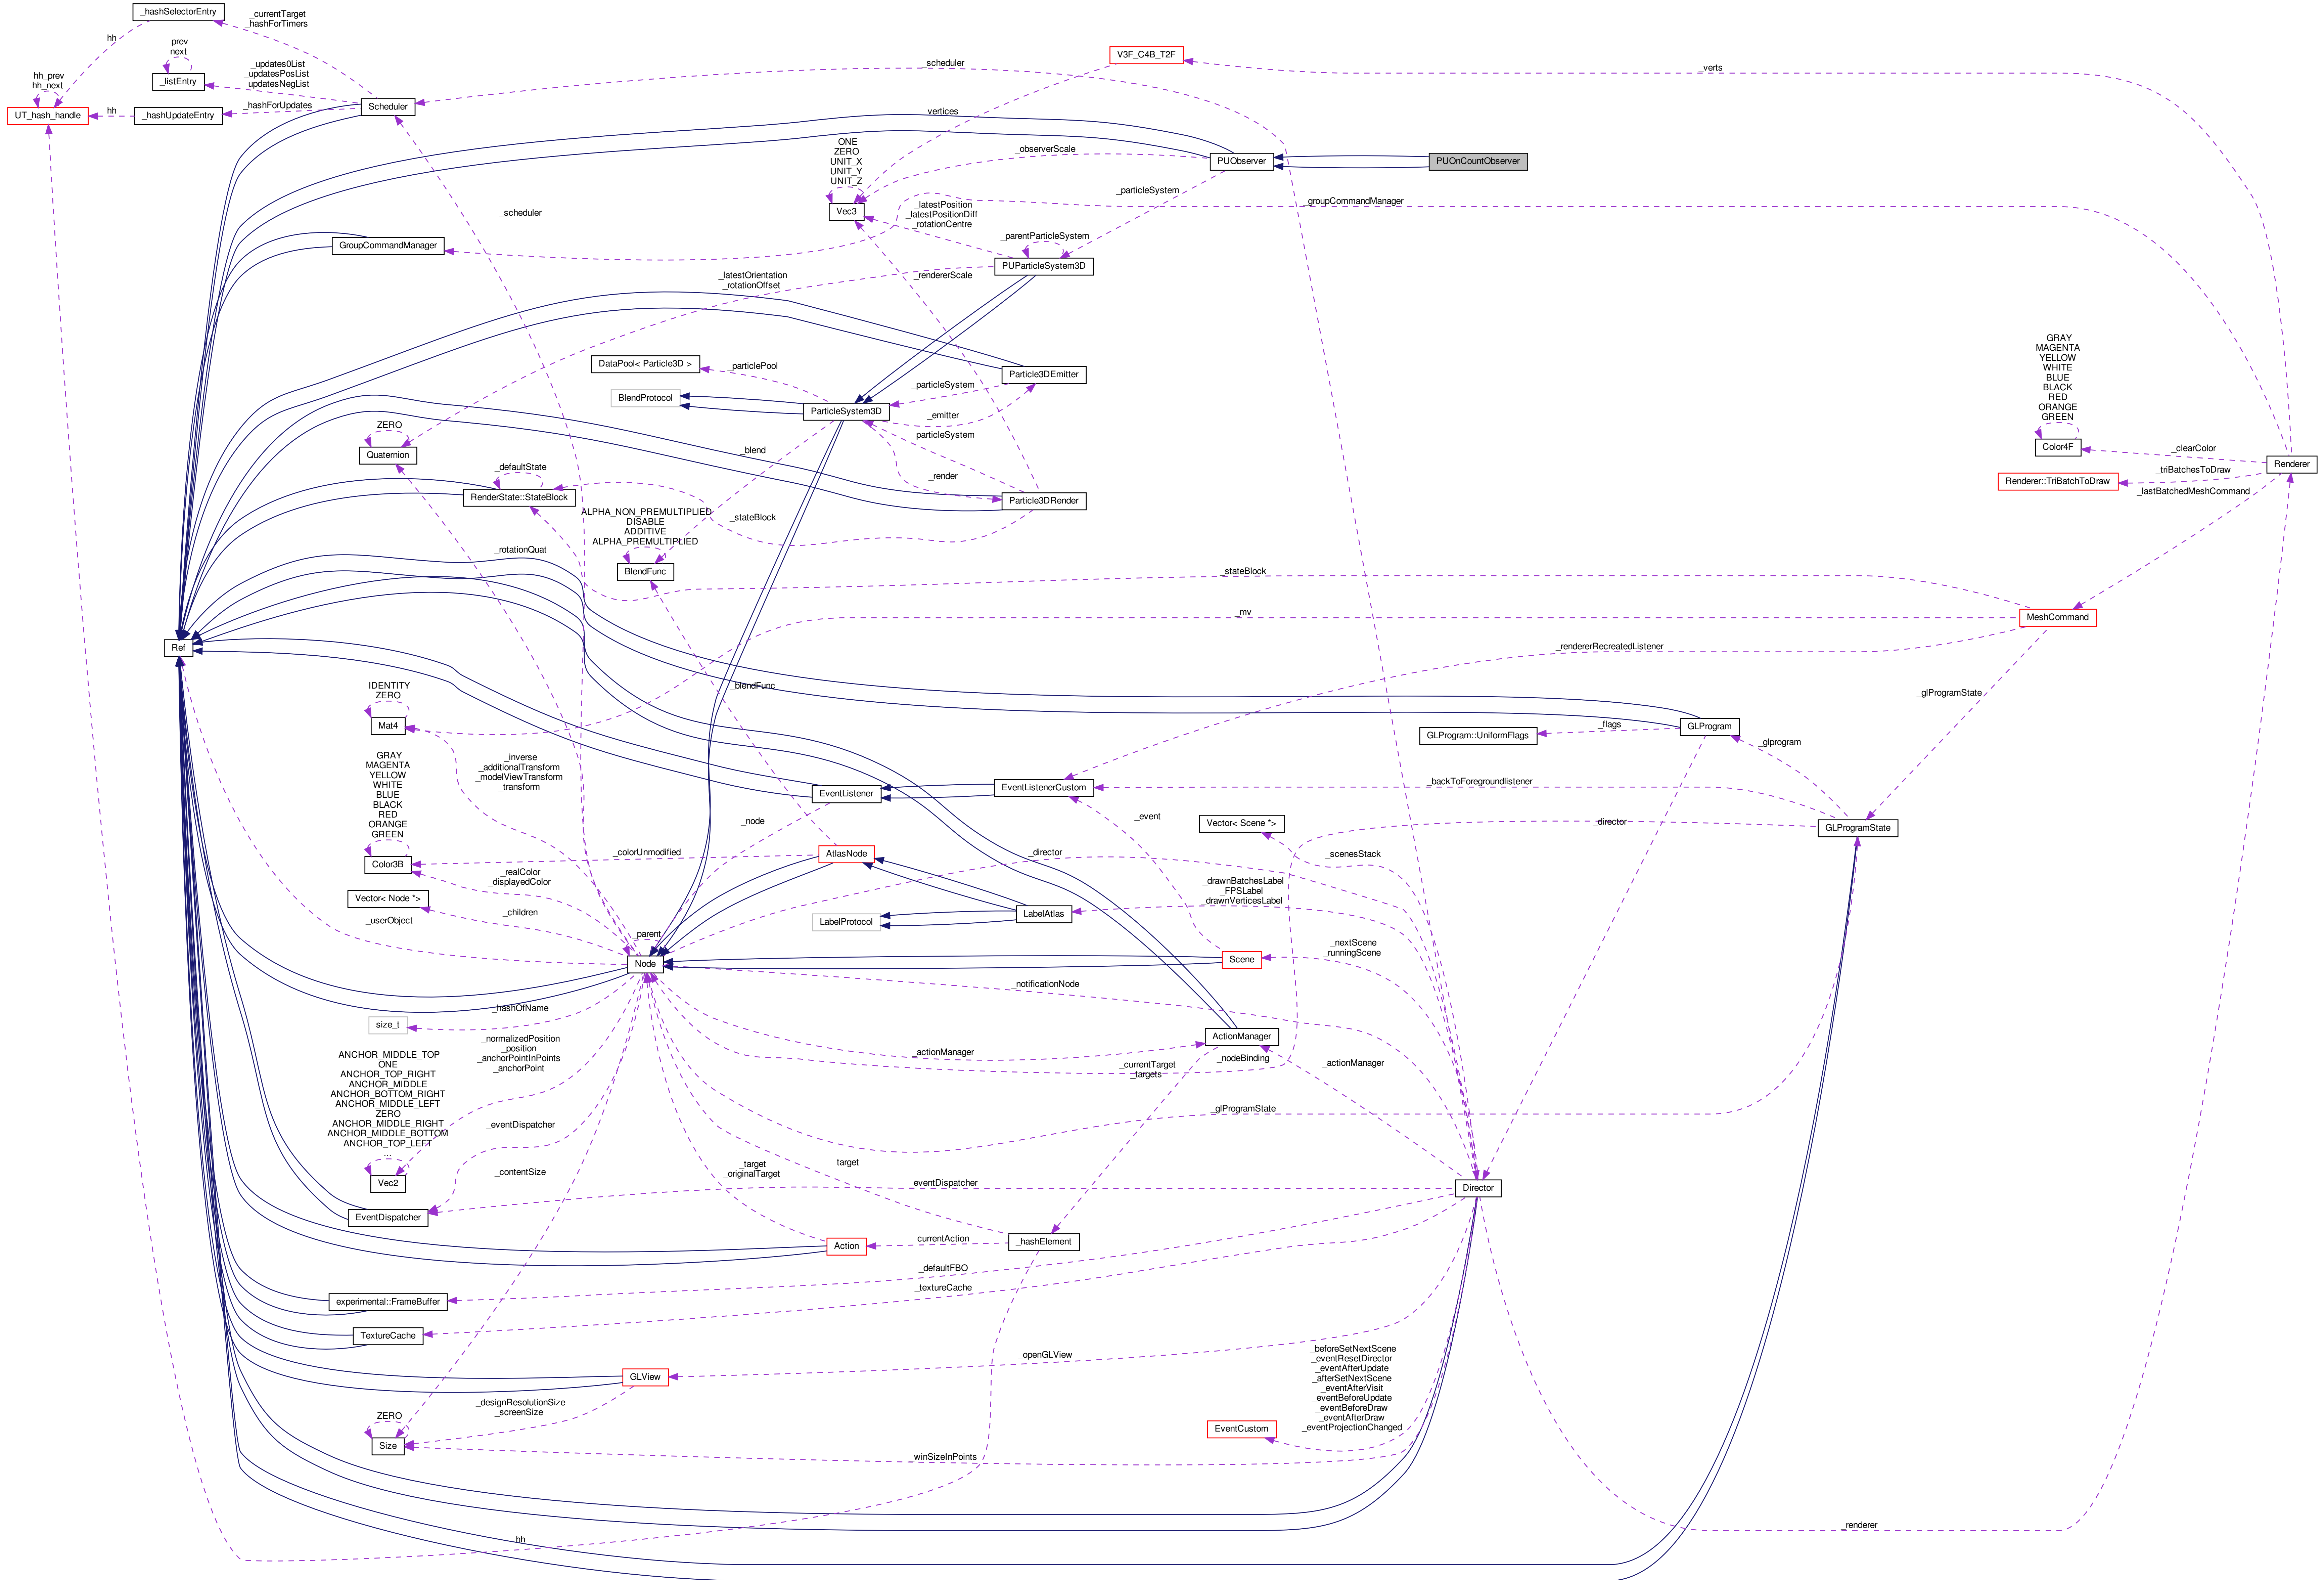 _hashSelectorEntry
_currentTarget
_hashForTimers
hh
prev
next
_listEntry
_updates0List
_updatesPosList
_updatesNegList
hh_prev
hh_next
UT_hash_handle
hh
_hashUpdateEntry
_hashForUpdates
Scheduler
_scheduler
V3F_C4B_T2F
_verts
vertices
ONE
ZERO
UNIT_X
UNIT_Y
UNIT_Z
Vec3
_observerScale
PUObserver
PUOnCountObserver
_particleSystem
_scheduler
_latestPosition
_latestPositionDiff
_rotationCentre
_groupCommandManager
GroupCommandManager
_parentParticleSystem
PUParticleSystem3D
_latestOrientation
_rotationOffset
_rendererScale
DataPool< Particle3D >
_particlePool
Particle3DEmitter
BlendProtocol
ParticleSystem3D
_particleSystem
_emitter
_particleSystem
GRAY
MAGENTA
YELLOW
WHITE
BLUE
BLACK
RED
ORANGE
GREEN
Color4F
_clearColor
Renderer
Renderer::TriBatchToDraw
_triBatchesToDraw
_lastBatchedMeshCommand
ZERO
Quaternion
_blend
_render
_defaultState
RenderState::StateBlock
Particle3DRender
_stateBlock
ALPHA_NON_PREMULTIPLIED
DISABLE
ADDITIVE
ALPHA_PREMULTIPLIED
BlendFunc
_rotationQuat
_stateBlock
_mv
MeshCommand
Ref
_rendererRecreatedListener
_glProgramState
IDENTITY
ZERO
Mat4
_blendFunc
GLProgram
flags
GLProgram::UniformFlags
_glprogram
_inverse
_additionalTransform
_modelViewTransform
_transform
GRAY
MAGENTA
YELLOW
WHITE
BLUE
BLACK
RED
ORANGE
GREEN
Color3B
EventListener
EventListenerCustom
_backToForegroundlistener
_node
_event
Vector< Scene *>
_director
GLProgramState
_colorUnmodified
AtlasNode
_director
_scenesStack
_realColor
_displayedColor
Vector< Node *>
_children
_userObject
_parent
LabelProtocol
LabelAtlas
_drawnBatchesLabel
_FPSLabel
_drawnVerticesLabel
Node
Scene
_nextScene
_runningScene
_notificationNode
_hashOfName
size_t
ActionManager
_actionManager
_normalizedPosition
_position
_anchorPointInPoints
_anchorPoint
_nodeBinding
_currentTarget
_targets
_actionManager
ANCHOR_MIDDLE_TOP
ONE
ANCHOR_TOP_RIGHT
ANCHOR_MIDDLE
ANCHOR_BOTTOM_RIGHT
ANCHOR_MIDDLE_LEFT
ZERO
ANCHOR_MIDDLE_RIGHT
ANCHOR_MIDDLE_BOTTOM
ANCHOR_TOP_LEFT
...
Vec2
_glProgramState
_eventDispatcher
_contentSize
_target
_originalTarget
target
_eventDispatcher
Director
EventDispatcher
Action
currentAction
_hashElement
_defaultFBO
experimental::FrameBuffer
_textureCache
TextureCache
_openGLView
GLView
_beforeSetNextScene
_eventResetDirector
_eventAfterUpdate
_afterSetNextScene
_eventAfterVisit
_eventBeforeUpdate
_eventBeforeDraw
_eventAfterDraw
_eventProjectionChanged
EventCustom
_designResolutionSize
_screenSize
ZERO
Size
_winSizeInPoints
hh
_renderer